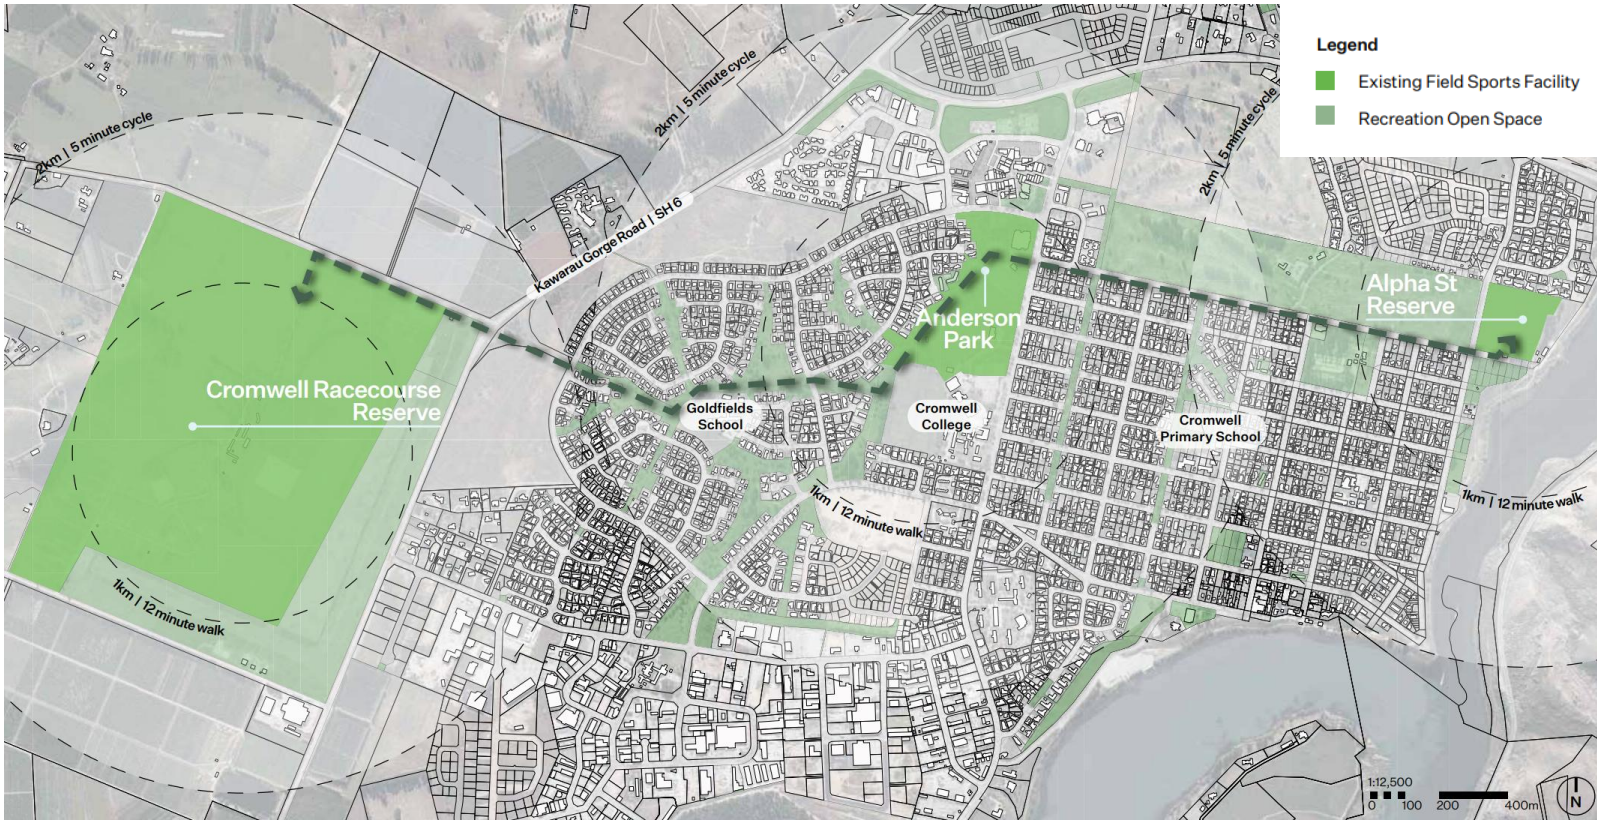 Legend
Existing Field Sports Facility
Recreation Open Space
2km | 5 minute cycle
2km | 5 minute cycle
2km | 5 minute cycle
Kawarau Gorge Road | SH 6
Alpha St
Reserve
Anderson
Park
Cromwell Racecourse
Reserve
Goldfields
School
Cromwell
College
Cromwell
Primary School
1km | 12 minute walk
1km | 12 minute walk
1km | 12 minute walk
1:12,500
0 100 200 400m
N